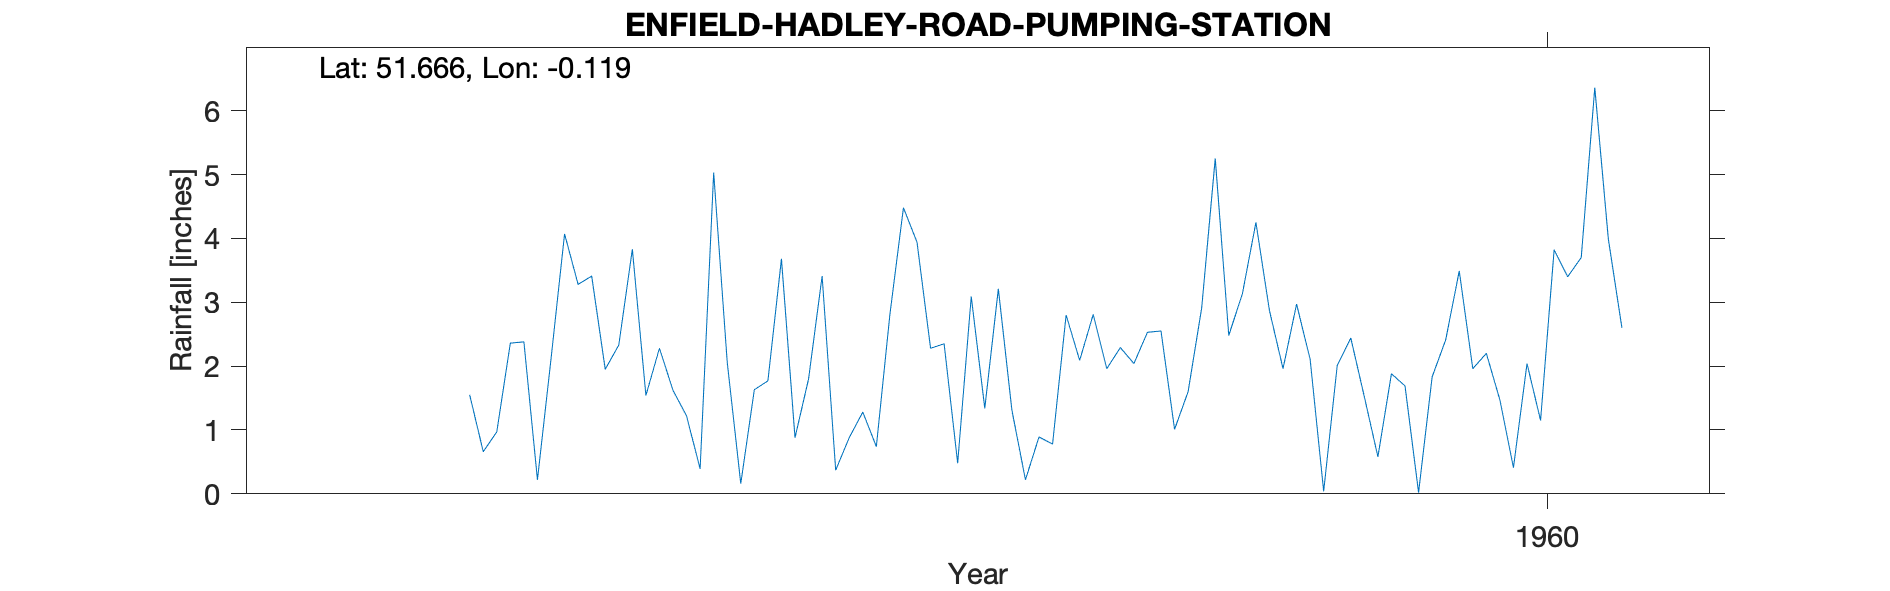 ENFIELD-HADLEY-ROAD-PUMPING-STATION
Lat: 51.666, Lon: -0.119
6
5
4
3
2
1
0
Rainfall [inches]
1960
Year